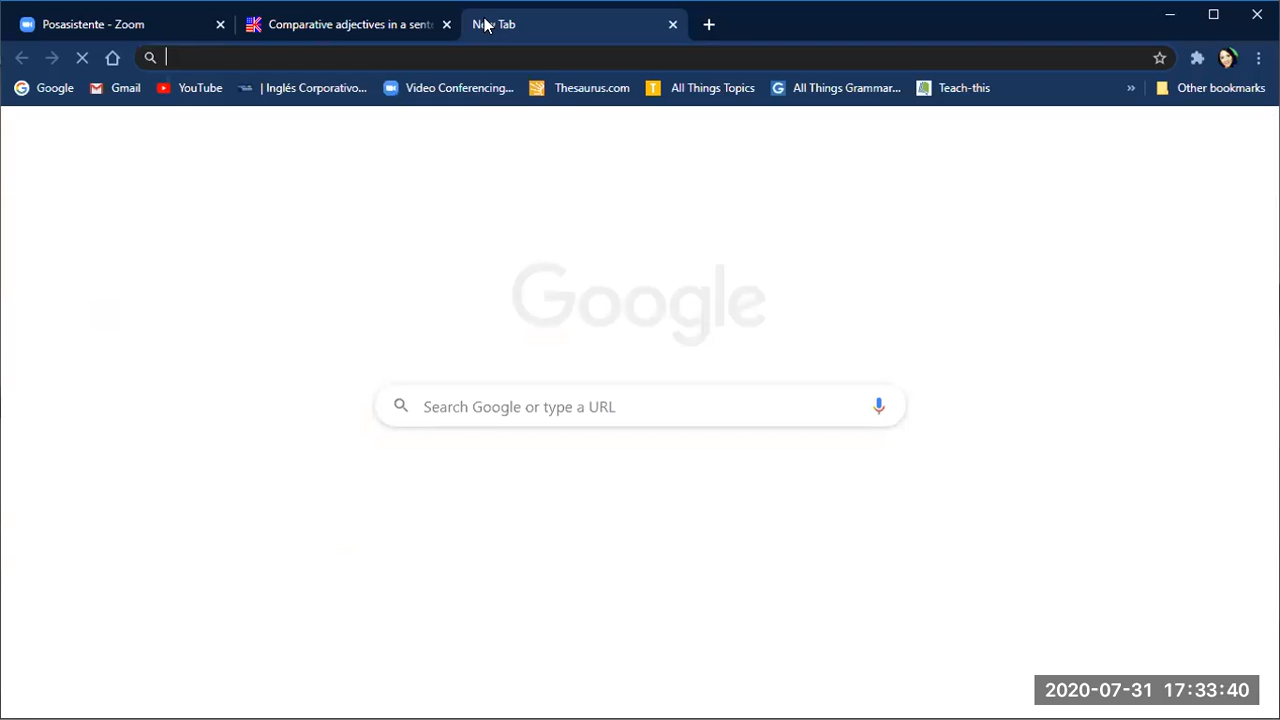 Posasistente - Zoom
Comparative adjectives in a sent
New Tab
Google
Gmail
YouTube
| Inglés Corporativo...
Video Conferencing,...
Thesaurus.com
All Things Topics
All Things Grammar...
Teach-this
»
Other bookmarks
Google
Search Google or type a URL
2020-07-31 17:33:40